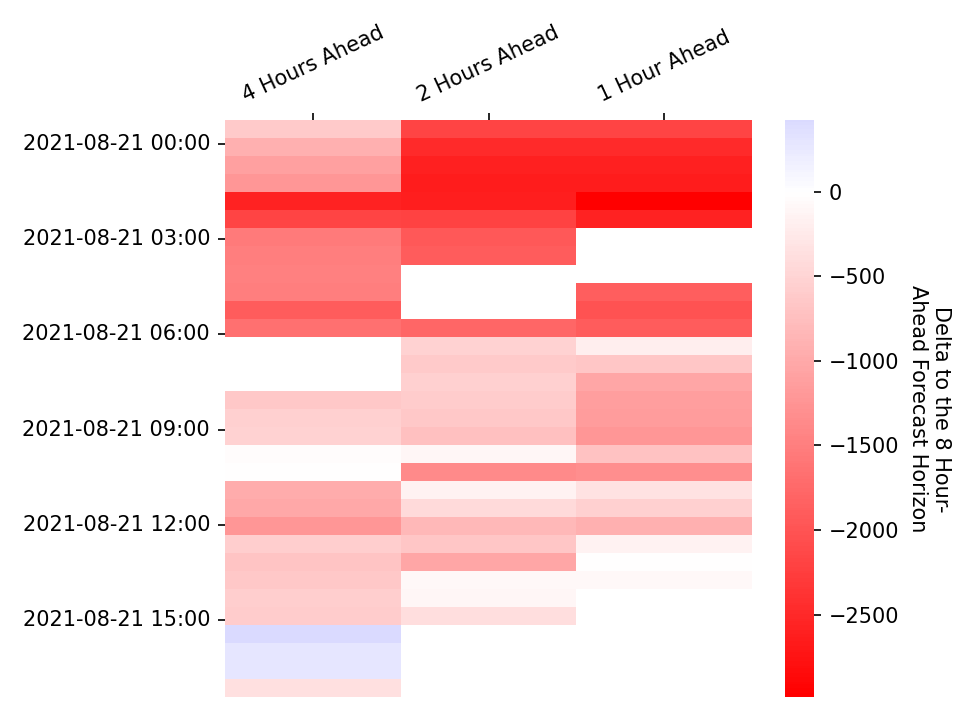 4 Hours Ahead
2 Hours Ahead
1 Hour Ahead
2021-08-21 00:00
2021-08-21 03:00
2021-08-21 06:00
2021-08-21 09:00
2021-08-21 12:00
2021-08-21 15:00
0
−500
−1000
−1500
−2000
−2500
Delta to the 8 Hour-
Ahead Forecast Horizon